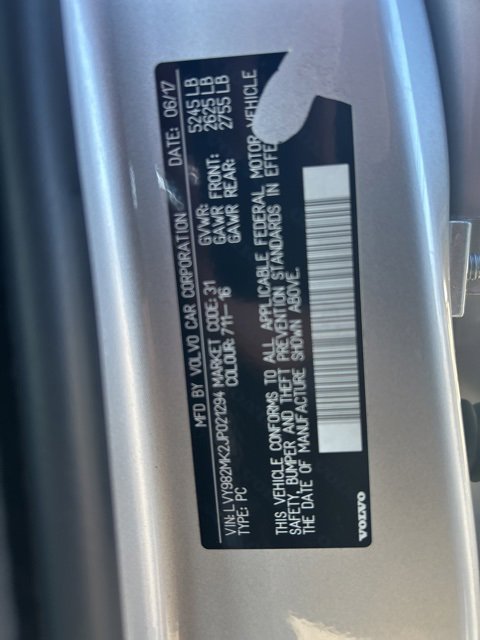 MFD BY VOLVO CAR CORPORATION DATE: 06/17
GVWR: 5245 LB
GAWR FRONT: 2625 LB
GAWR REAR: 2755 LB
VIN: LVY982MK2JP021294 MARKET CODE: 31
TYPE: PC COLOUR: 711-16
THIS VEHICLE CONFORMS TO ALL APPLICABLE FEDERAL MOTOR VEHICLE
SAFETY, BUMPER AND THEFT PREVENTION STANDARDS IN EFFE
THE DATE OF MANUFACTURE SHOWN ABOVE.
VOLVO